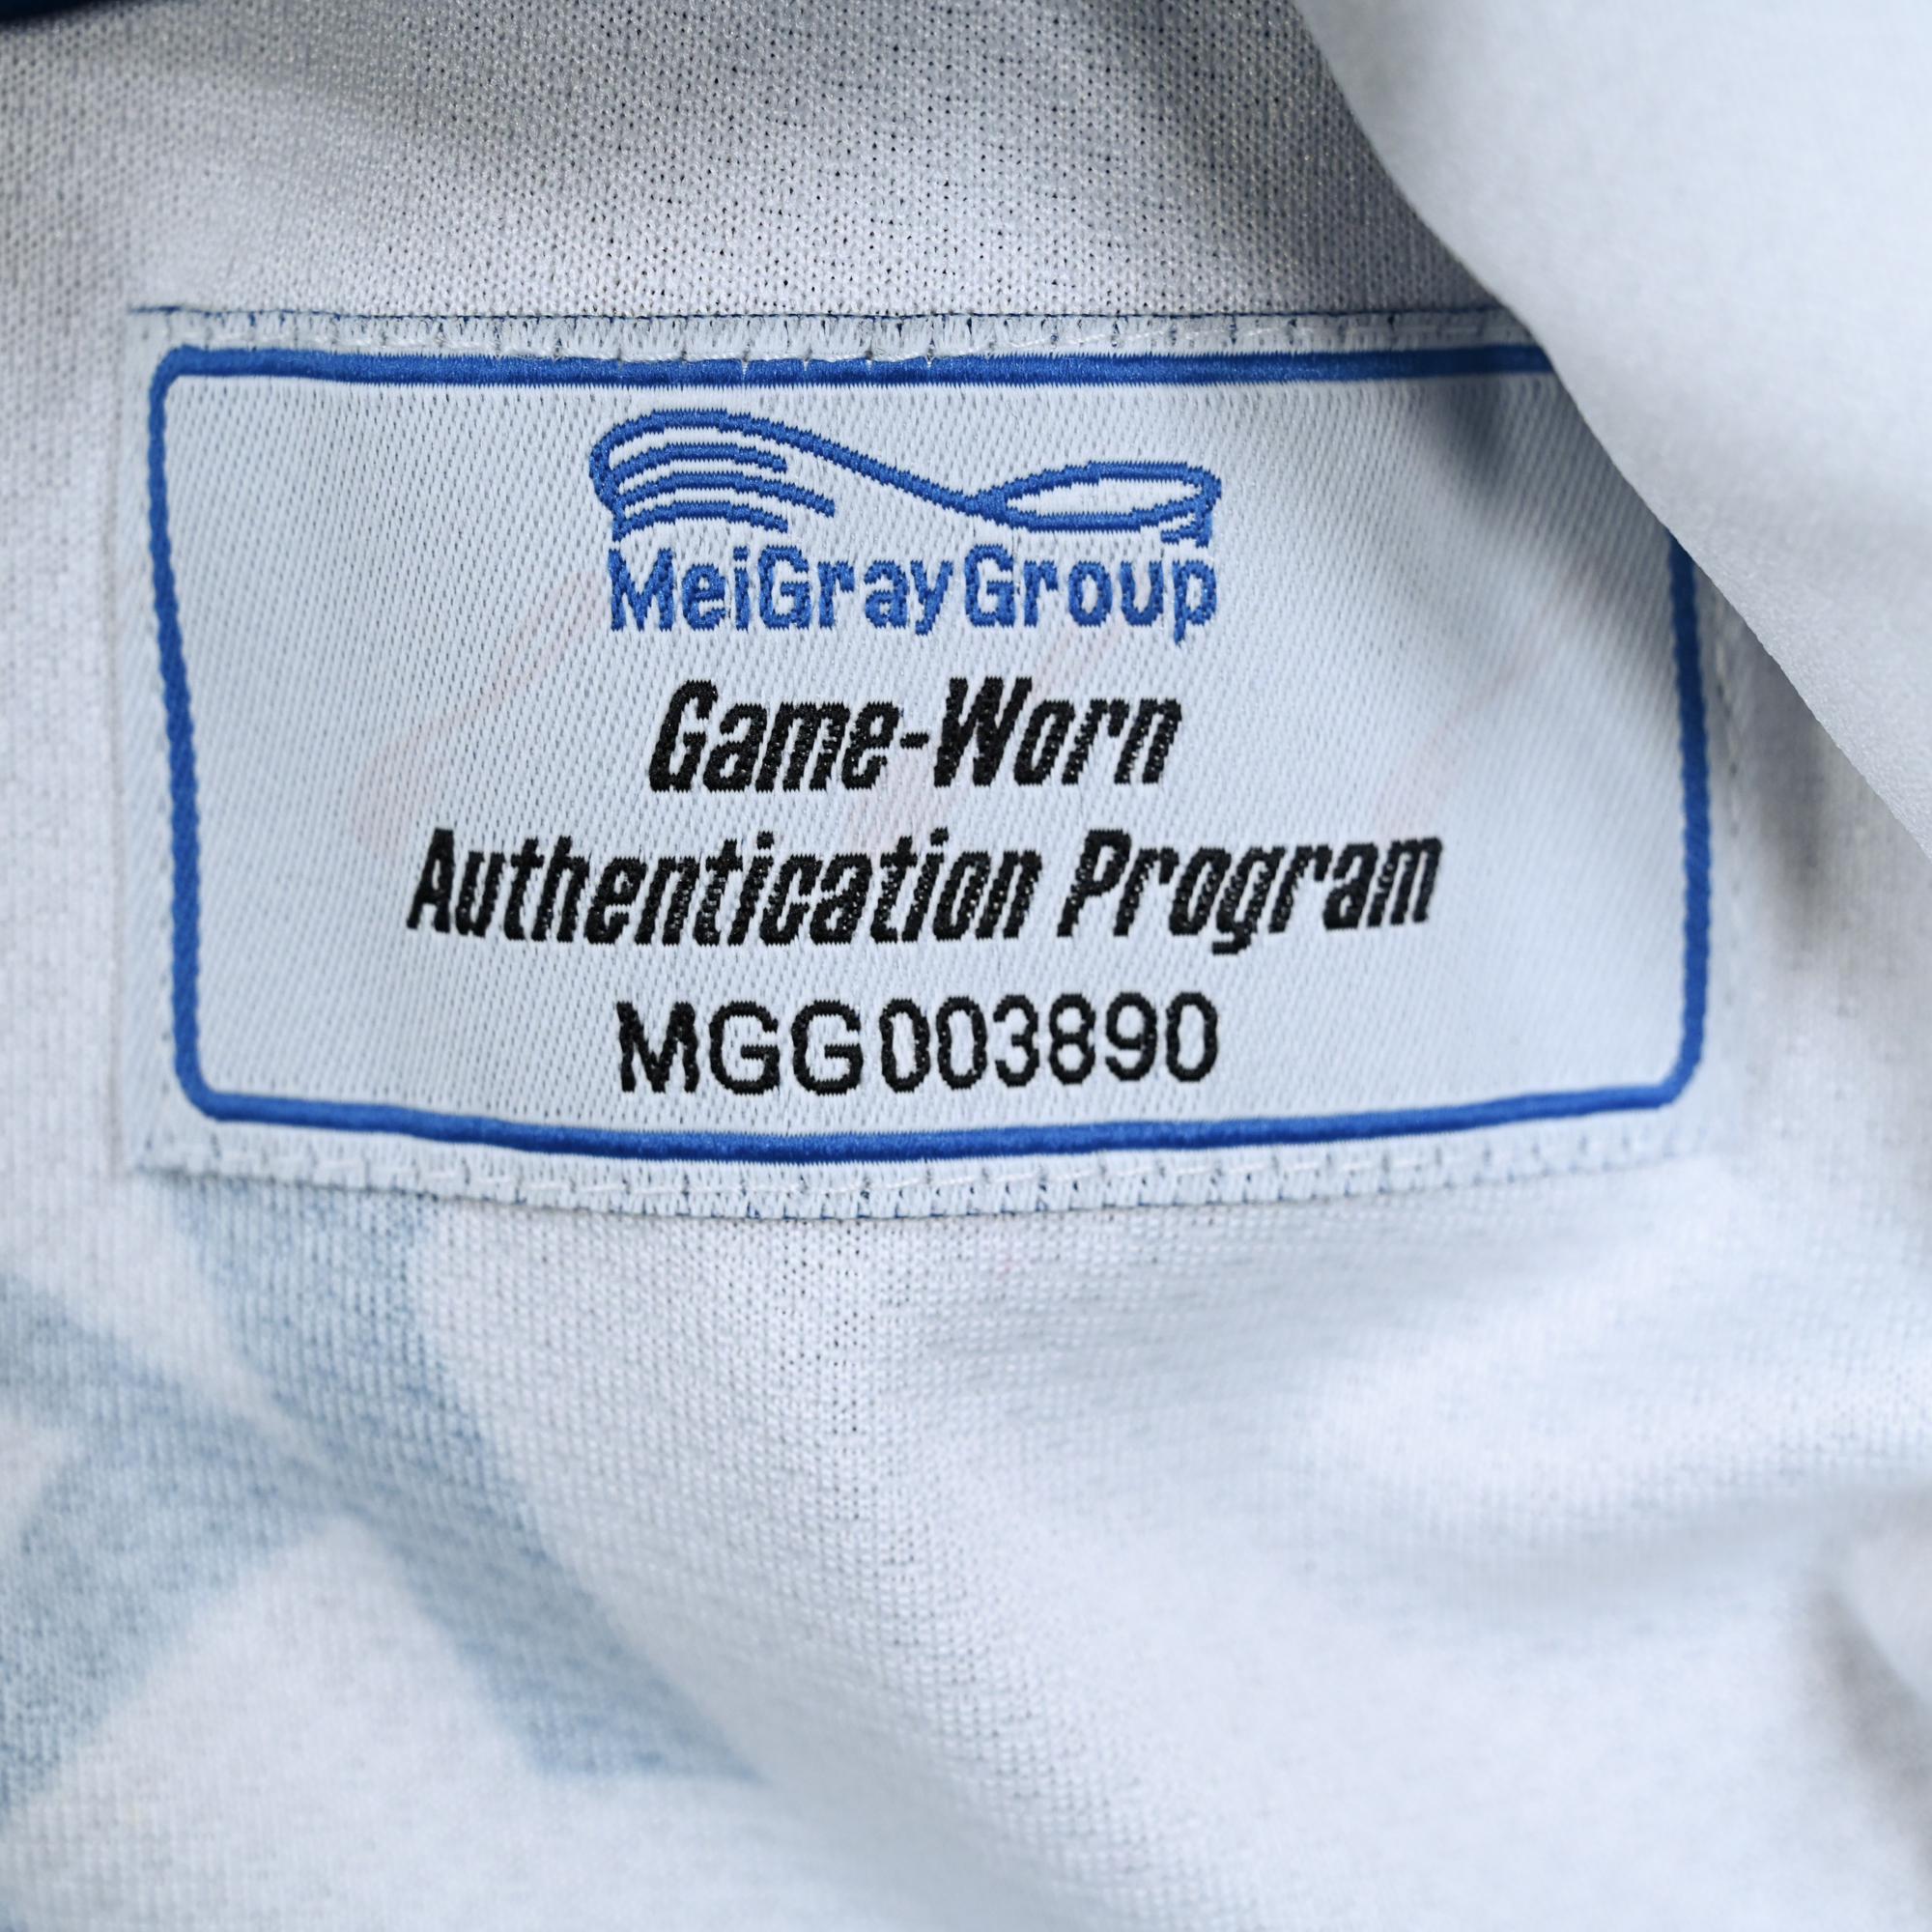 MeiGrayGroup
Game-Worn
Authentication Program
MGG003890